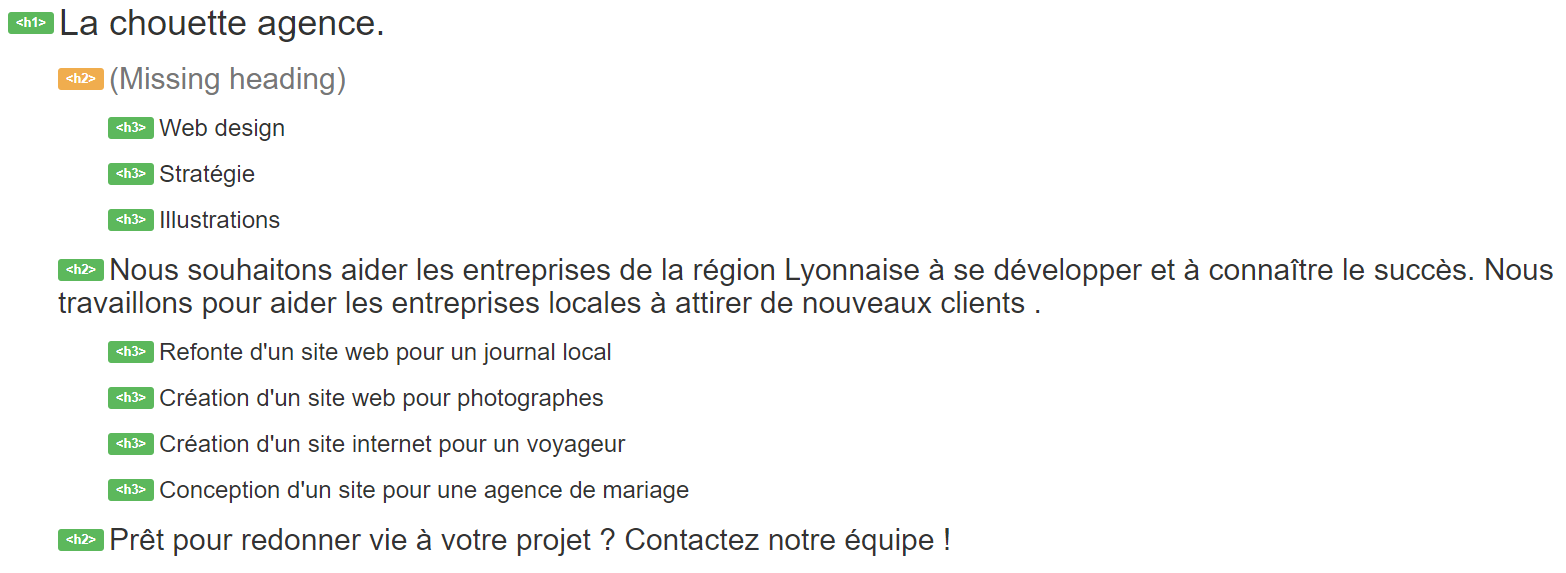 <h1> La chouette agence.
<h2> (Missing heading)
<h3> Web design
<h3> Stratégie
<h3> Illustrations
<h2> Nous souhaitons aider les entreprises de la région Lyonnaise à se développer et à connaître le succès. Nous
travaillons pour aider les entreprises locales à attirer de nouveaux clients .
<h3> Refonte d'un site web pour un journal local
<h3> Création d'un site web pour photographes
<h3> Création d'un site internet pour un voyageur
<h3> Conception d'un site pour une agence de mariage
<h2> Prêt pour redonner vie à votre projet ? Contactez notre équipe !